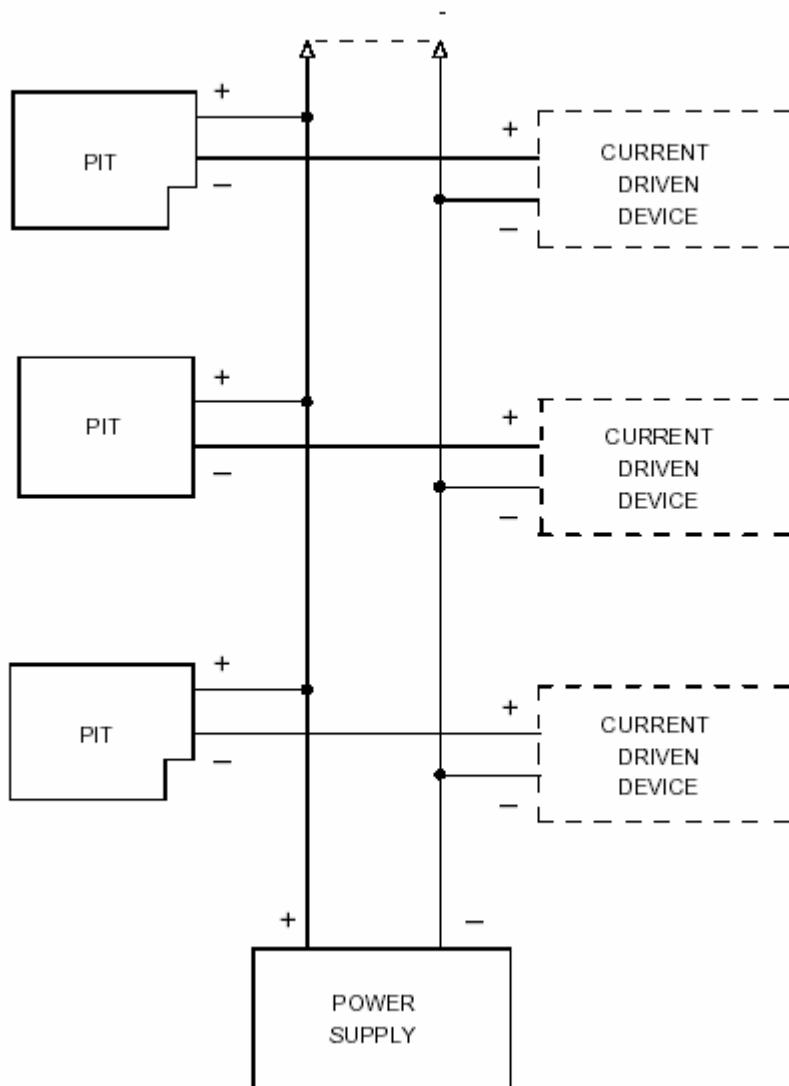 -
+
+
PIT
CURRENT
DRIVEN
DEVICE
–
–
+
+
PIT
CURRENT
DRIVEN
DEVICE
–
–
+
+
PIT
CURRENT
DRIVEN
DEVICE
–
–
+
–
POWER
SUPPLY